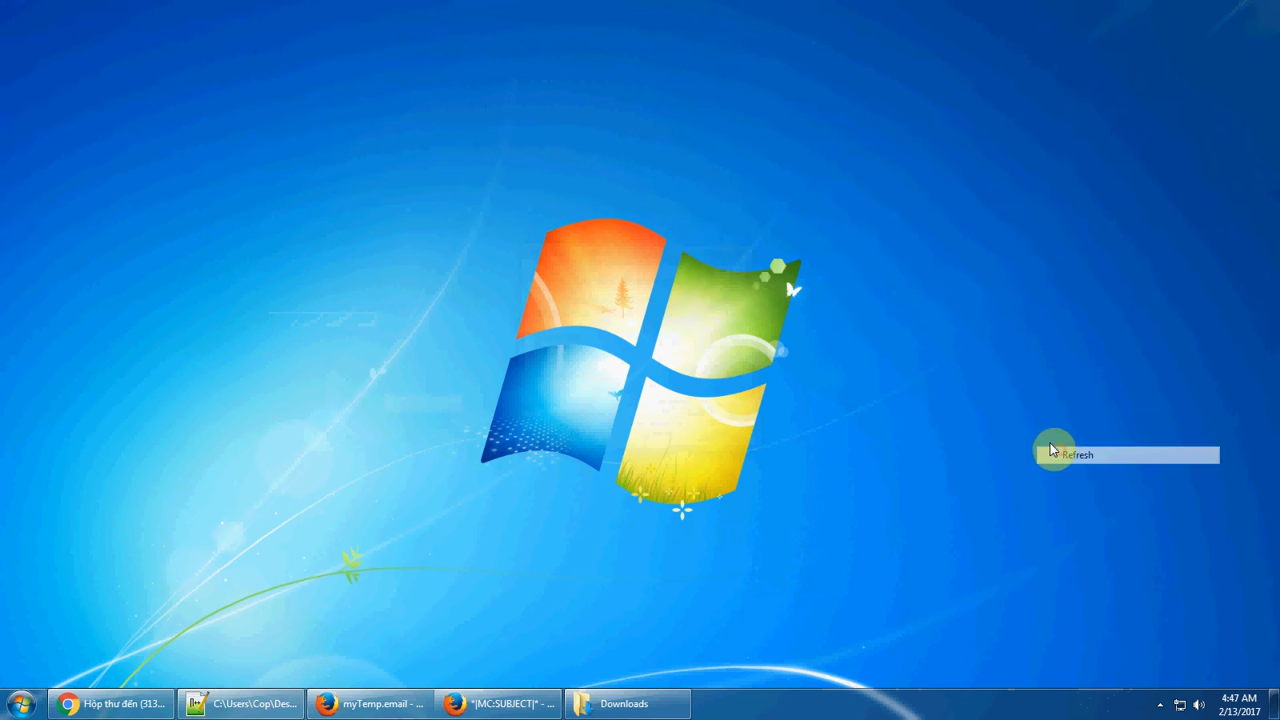 Refresh
Hộp thư đến (313...
C:\Users\Cop\Des...
myTemp.email - ...
*|MC:SUBJECT|* - ...
Downloads
4:47 AM
2/13/2017